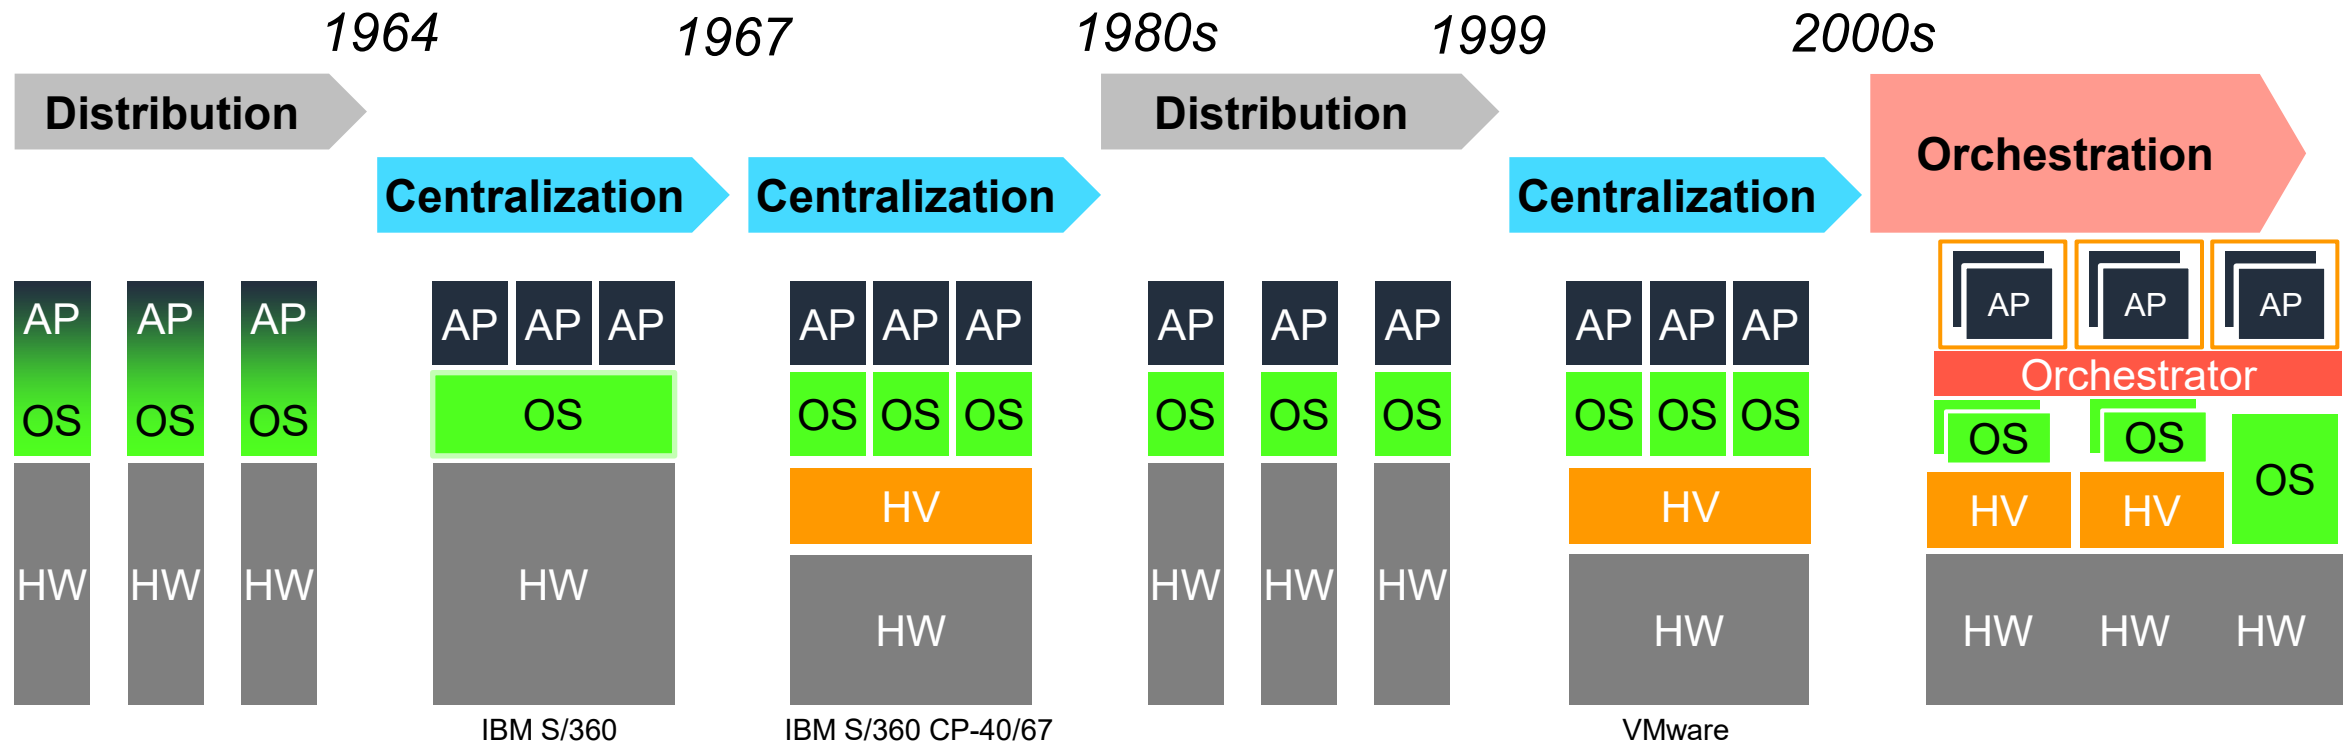 1964 1967 1980s 1999 2000s
Distribution Distribution
Orchestration
Centralization Centralization Centralization
AP AP AP AP AP AP AP AP AP AP AP AP AP AP AP AP AP AP
Orchestrator
OS OS OS OS OS OS OS OS OS OS OS OS OS OS OS
OS
HV HV HV HV
HW HW HW HW HW HW HW
HW HW HW HW HW
IBM S/360 IBM S/360 CP-40/67 VMware